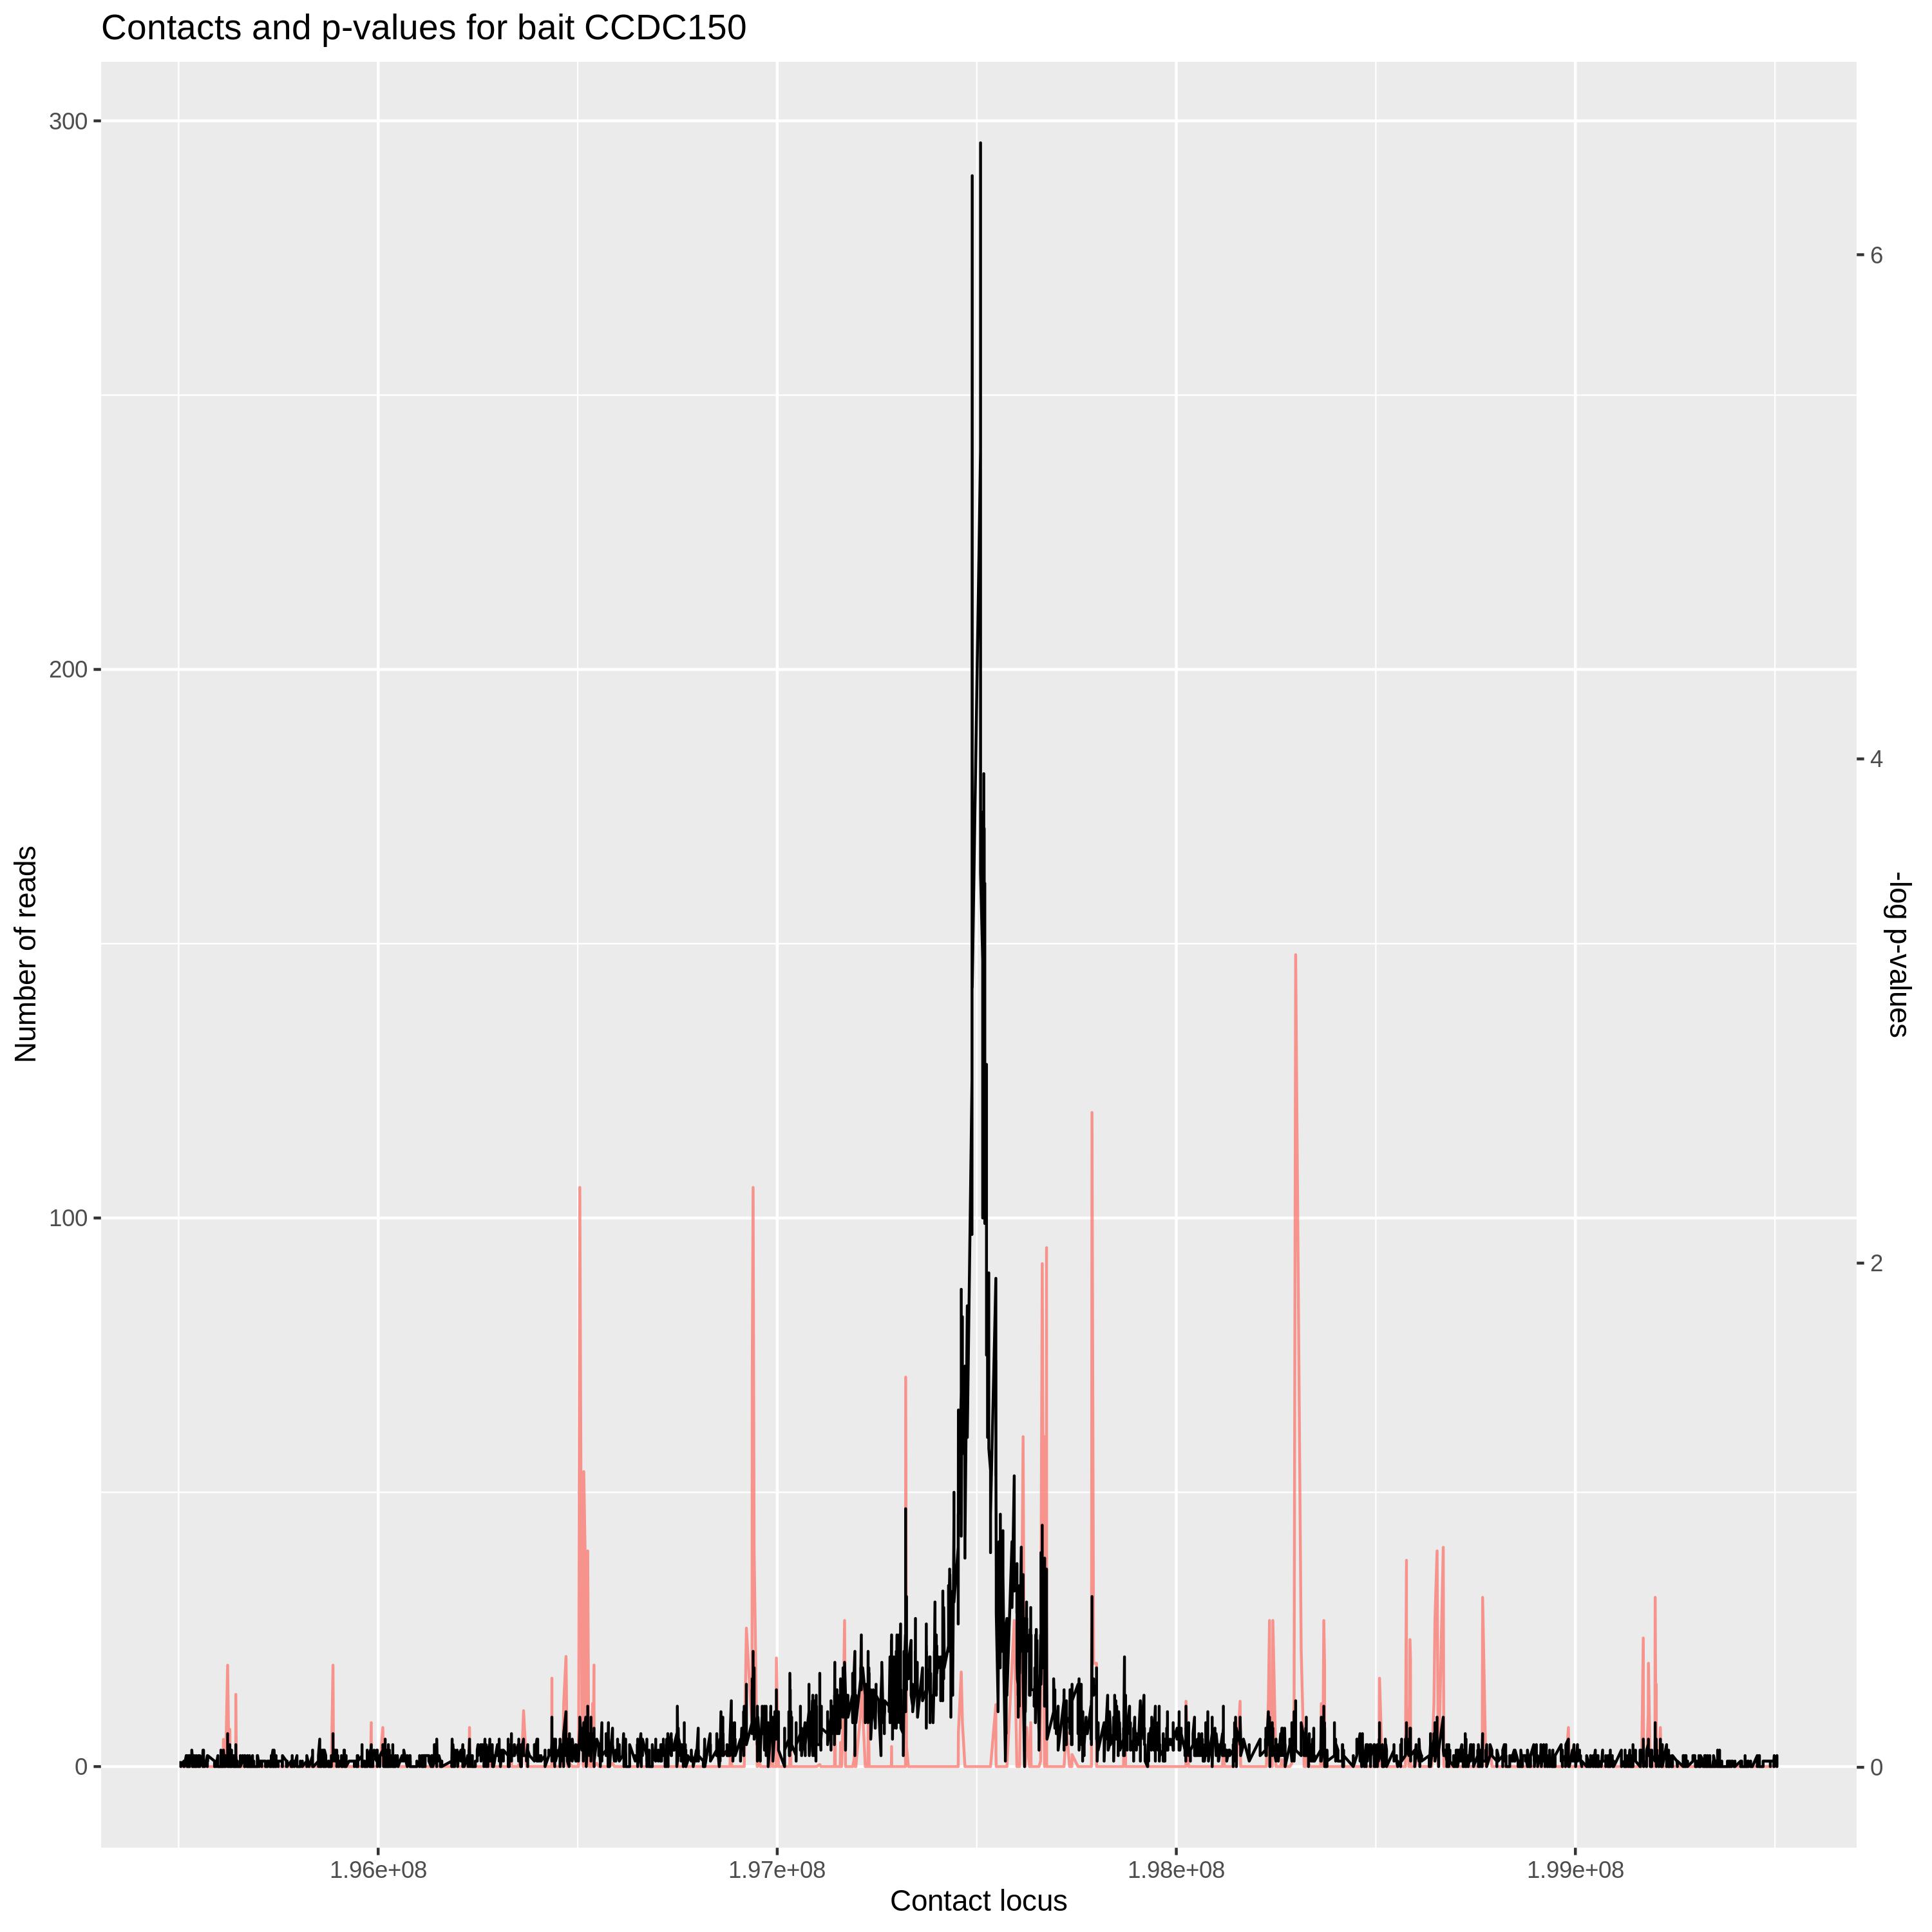 Contacts and p-values for bait CCDC150
300
200
100
0
Number of reads
6
4
2
0
-log p-values
1.96e+08 1.97e+08 1.98e+08 1.99e+08
Contact locus